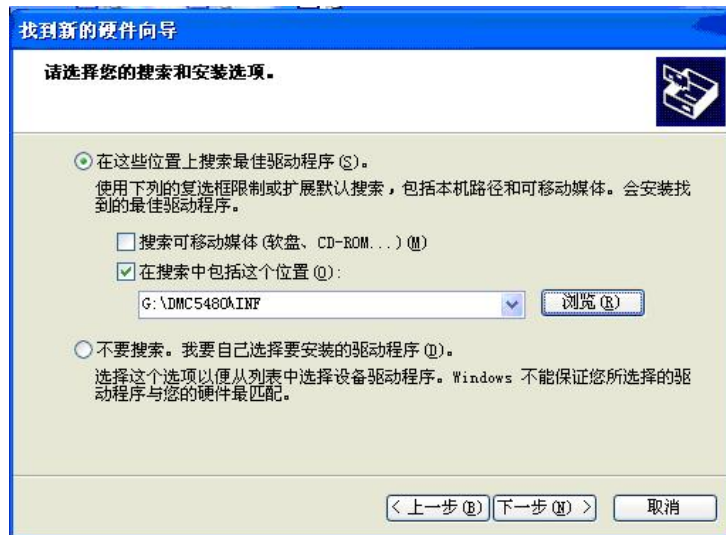 找到新的硬件向导
请选择您的搜索和安装选项。
在这些位置上搜索最佳驱动程序(S)。
使用下列的复选框限制或扩展默认搜索，包括本机路径和可移动媒体。会安装找
到的最佳驱动程序。
搜索可移动媒体(软盘、CD-ROM...)(M)
在搜索中包括这个位置(O):
G:\DMC5480\INF
浏览(R)
不要搜索。我要自己选择要安装的驱动程序(D)。
选择这个选项以便从列表中选择设备驱动程序。Windows 不能保证您所选择的驱
动程序与您的硬件最匹配。
< 上一步(B) 下一步(N) > 取消